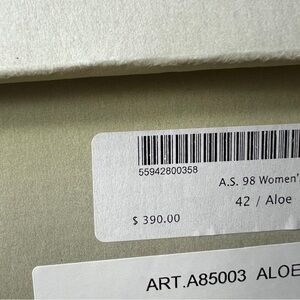 55942800358
A.S. 98 Women'
42 / Aloe
$ 390.00
ART.A85003 ALOE